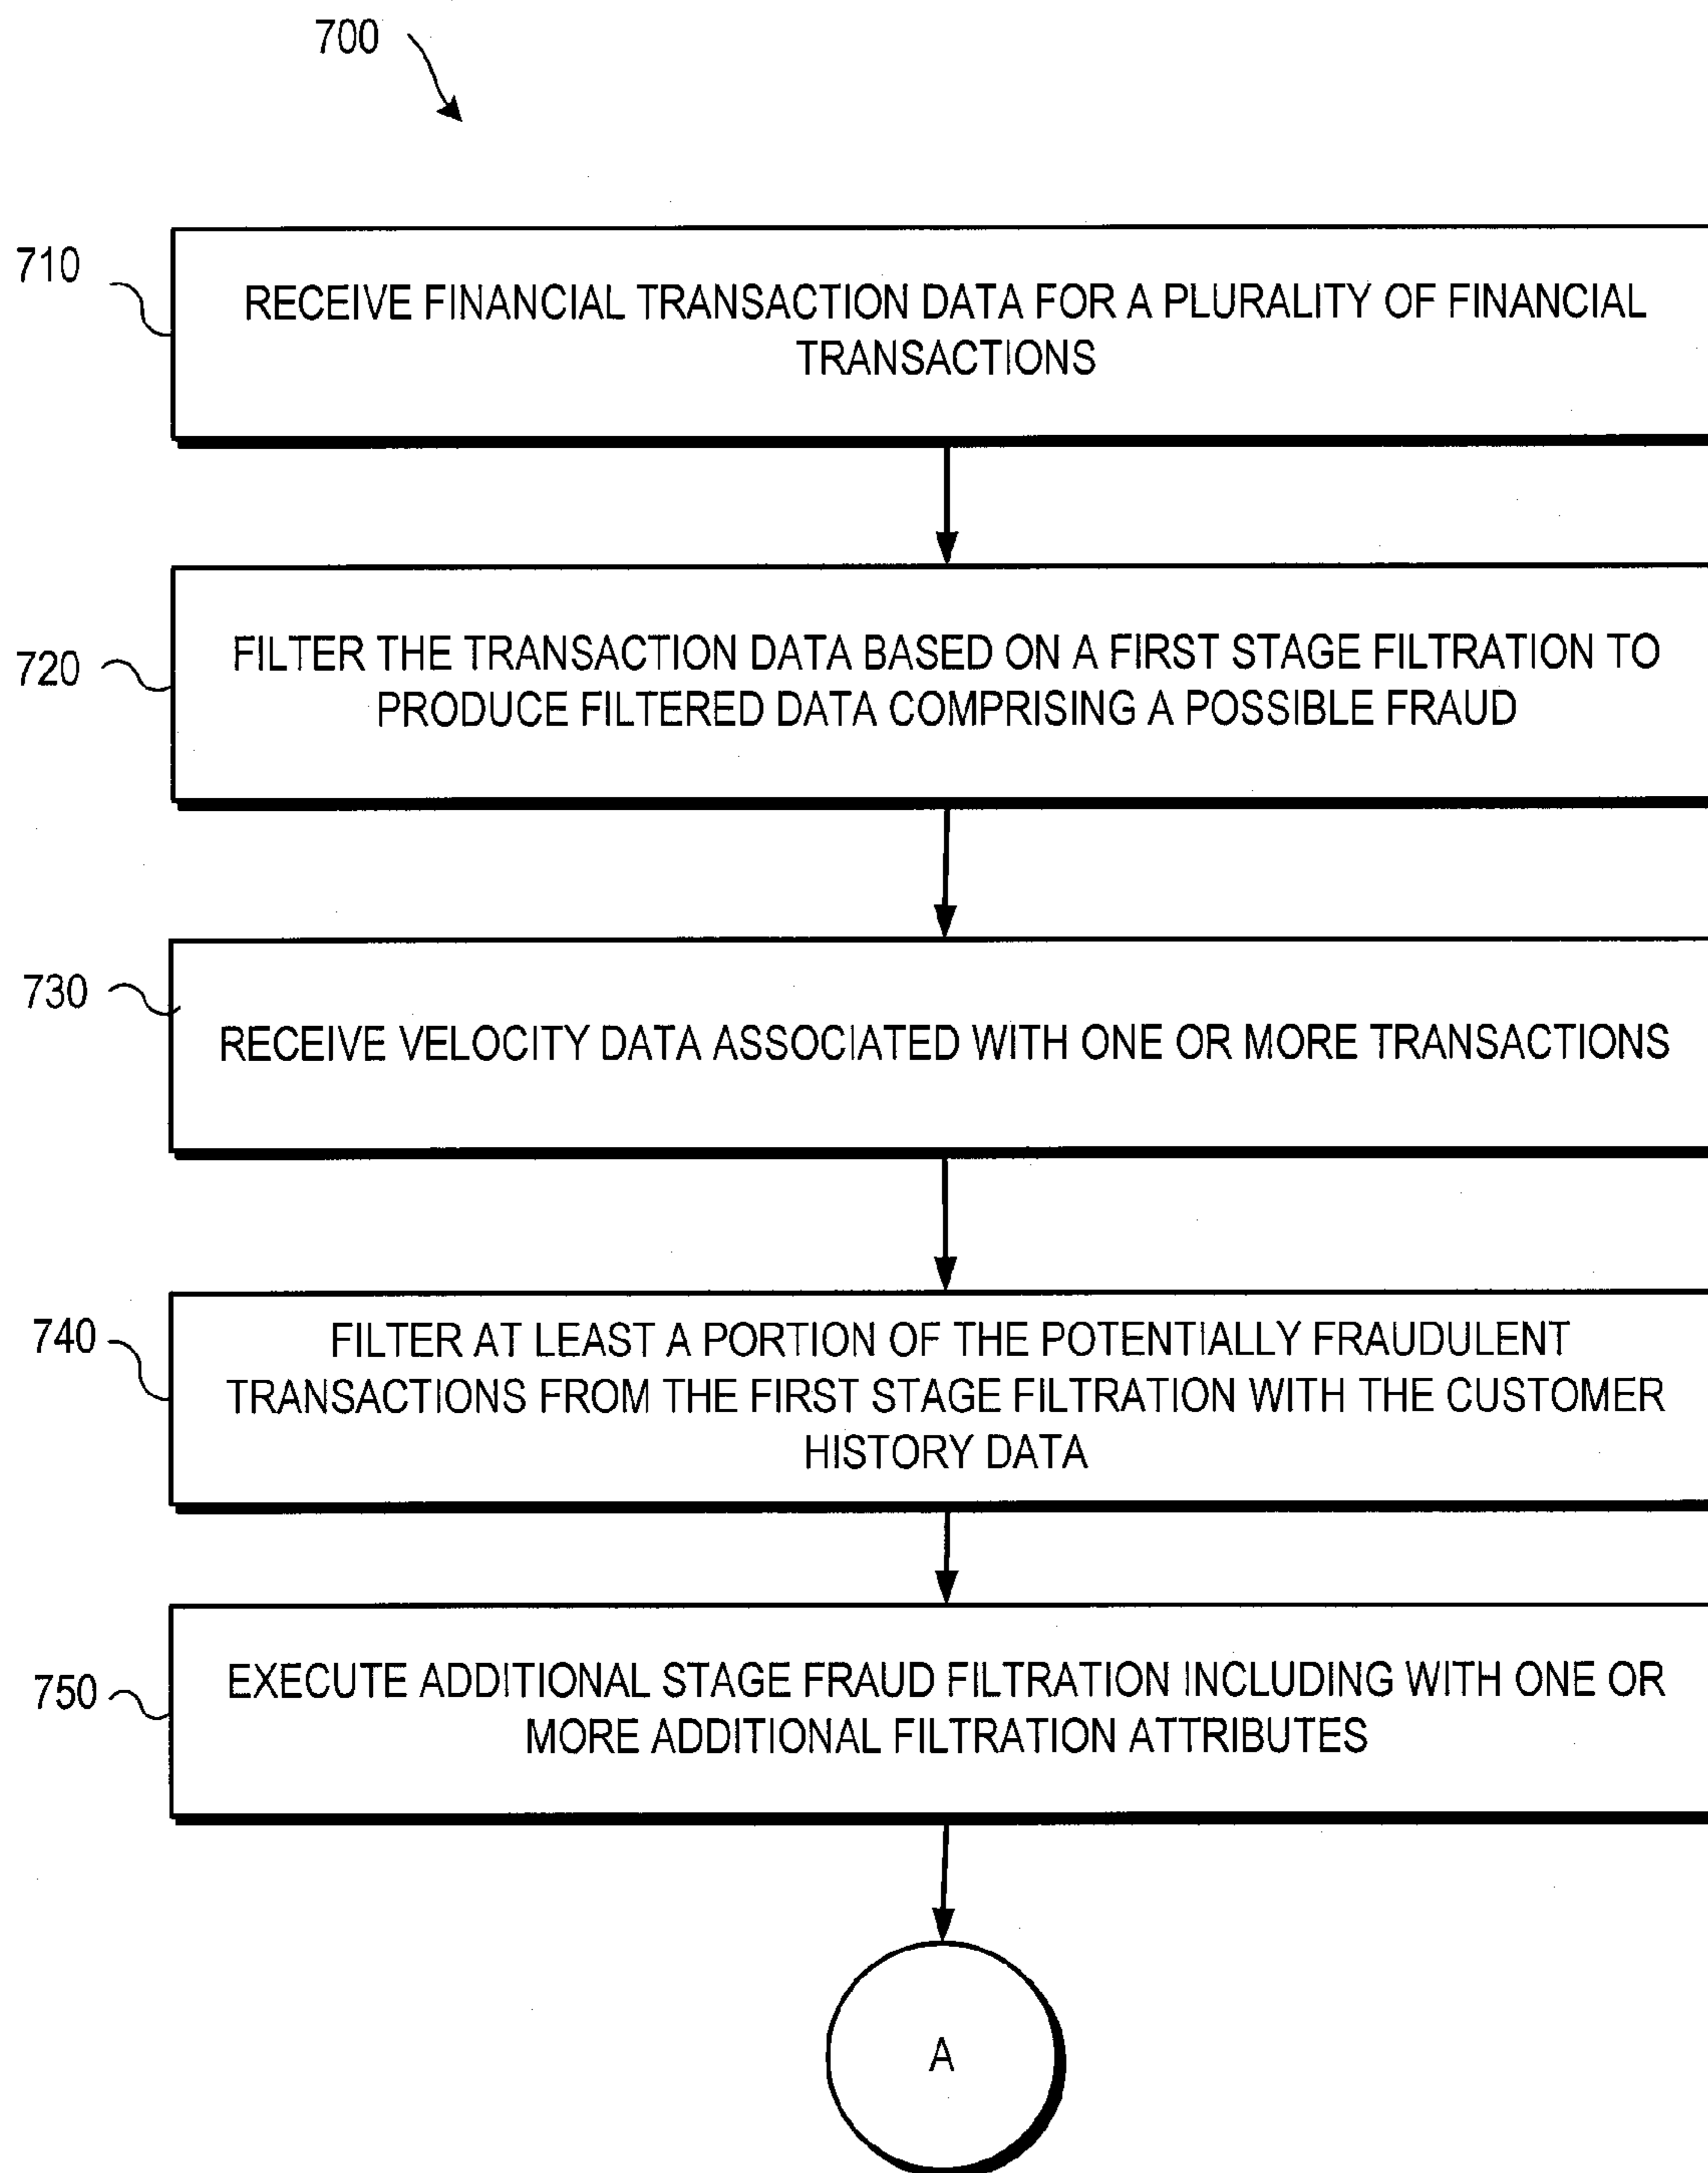 700
710
RECEIVE FINANCIAL TRANSACTION DATA FOR A PLURALITY OF FINANCIAL
TRANSACTIONS
720
FILTER THE TRANSACTION DATA BASED ON A FIRST STAGE FILTRATION TO
PRODUCE FILTERED DATA COMPRISING A POSSIBLE FRAUD
730
RECEIVE VELOCITY DATA ASSOCIATED WITH ONE OR MORE TRANSACTIONS
740
FILTER AT LEAST A PORTION OF THE POTENTIALLY FRAUDULENT
TRANSACTIONS FROM THE FIRST STAGE FILTRATION WITH THE CUSTOMER
HISTORY DATA
750
EXECUTE ADDITIONAL STAGE FRAUD FILTRATION INCLUDING WITH ONE OR
MORE ADDITIONAL FILTRATION ATTRIBUTES
A